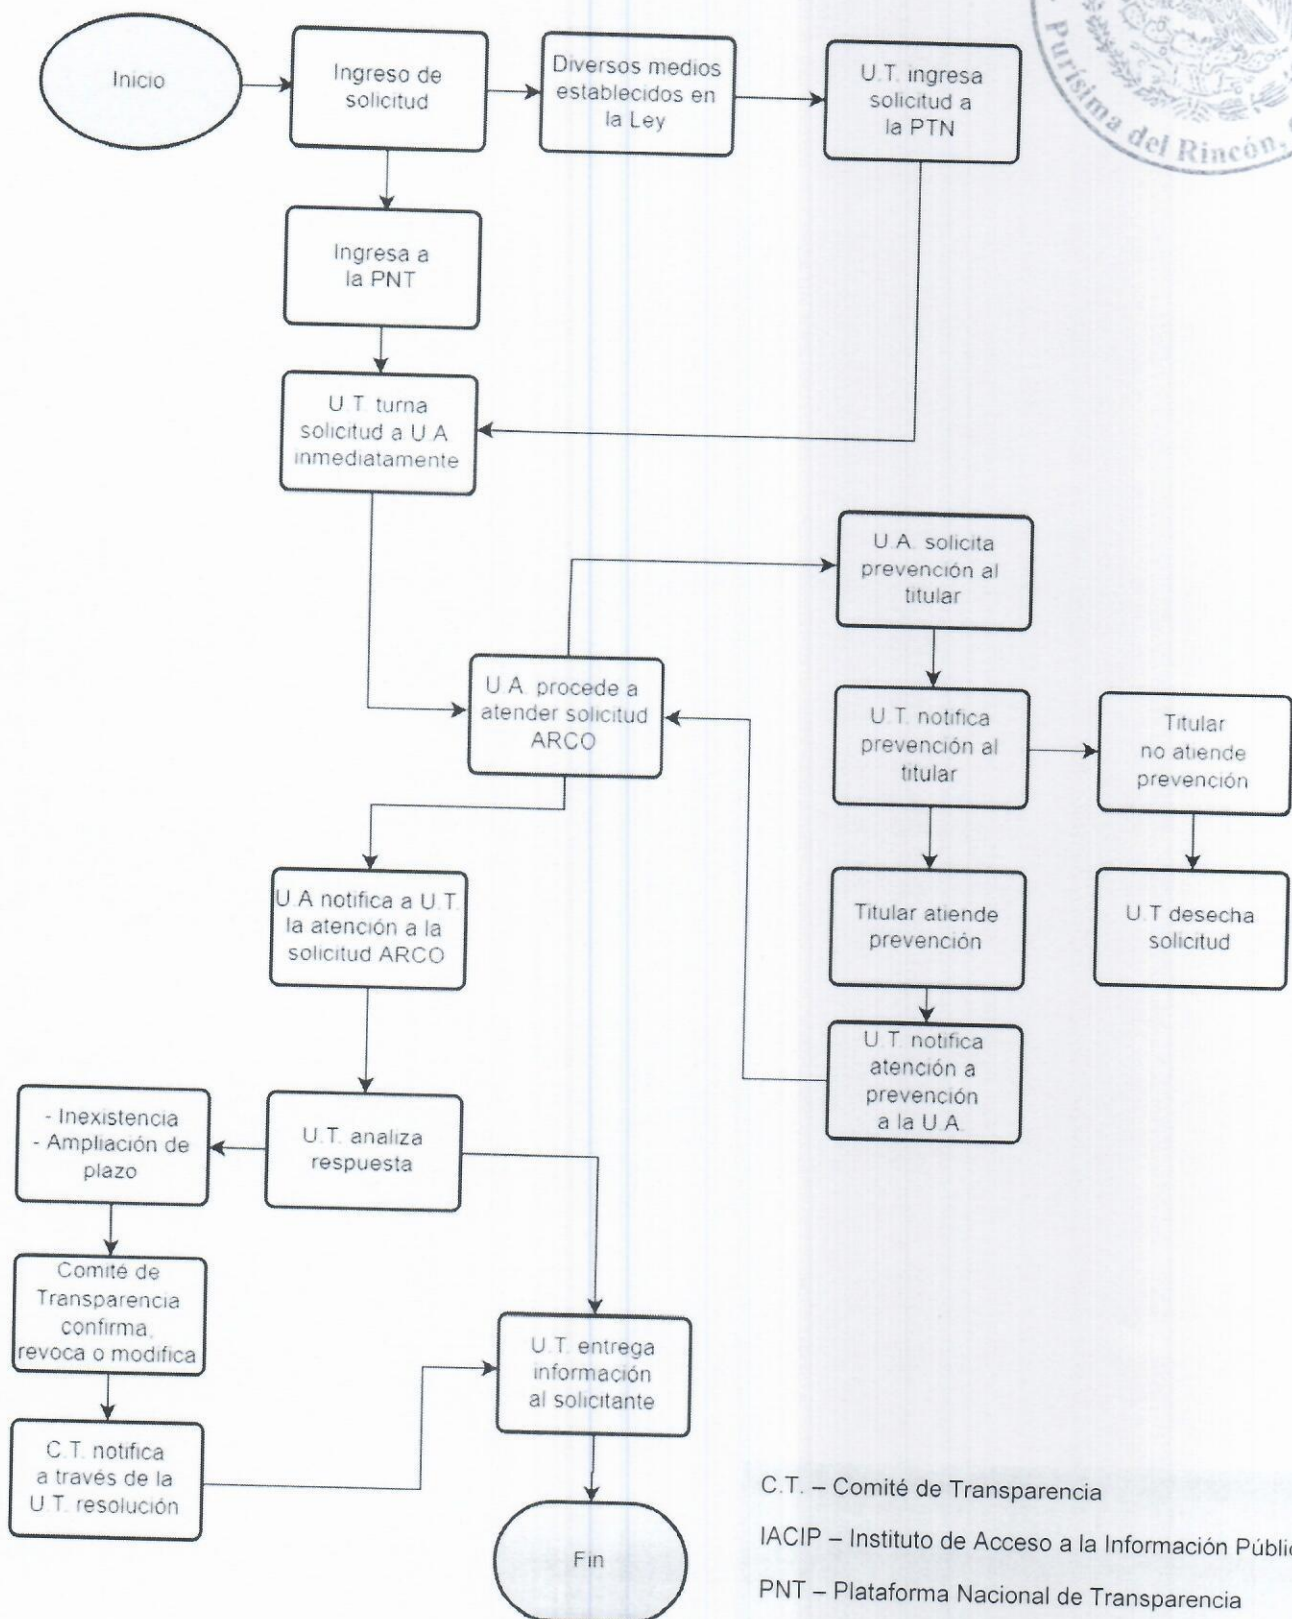 Inicio
Ingreso de
solicitud
Diversos medios
establecidos en
la Ley
U.T. ingresa
solicitud a
la PTN
Purísima del Rincón,
Ingresa a
la PNT
U.T. turna
solicitud a U.A
inmediatamente
U.A. solicita
prevención al
titular
U.A. procede a
atender solicitud
ARCO
U.T. notifica
prevención al
titular
Titular
no atiende
prevención
U.A notifica a U.T.
la atención a la
solicitud ARCO
Titular atiende
prevención
U.T desecha
solicitud
U.T. notifica
atención a
prevención
a la U.A.
- Inexistencia
- Ampliación de
plazo
U.T. analiza
respuesta
Comité de
Transparencia
confirma,
revoca o modifica
U.T. entrega
información
al solicitante
C.T. notifica
a través de la
U.T. resolución
Fin
C.T. – Comité de Transparencia
IACIP – Instituto de Acceso a la Información Públic
PNT – Plataforma Nacional de Transparencia